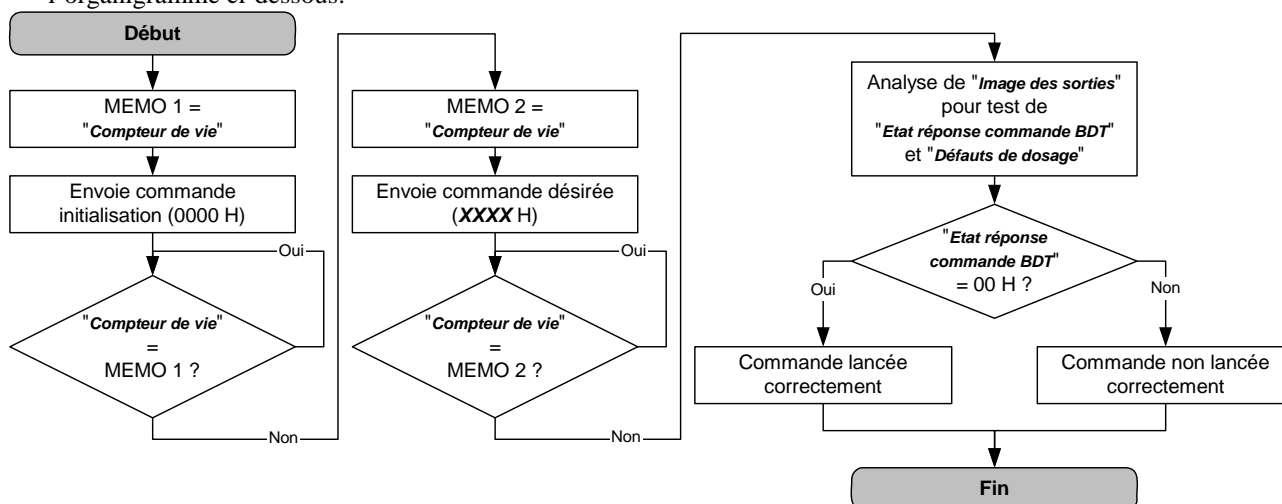 l'organigramme ci-dessous:
Début
MEMO 1 =
"Compteur de vie"
Envoie commande
initialisation (0000 H)
Oui
"Compteur de vie"
=
MEMO 1 ?
Non
MEMO 2 =
"Compteur de vie"
Envoie commande désirée
(XXXX H)
Oui
"Compteur de vie"
=
MEMO 2 ?
Non
Analyse de "Image des sorties"
pour test de
"Etat réponse commande BDT"
et "Défauts de dosage"
"Etat réponse
commande BDT"
= 00 H ?
Oui
Non
Commande lancée
correctement
Commande non lancée
correctement
Fin